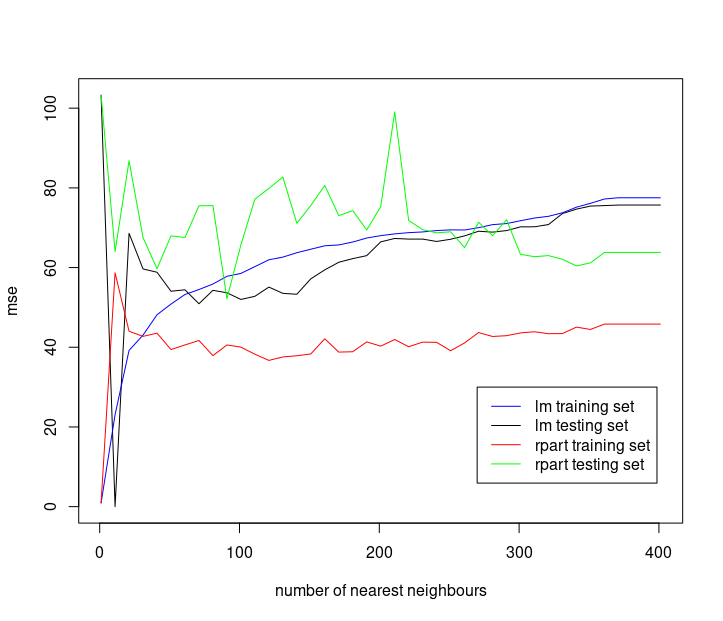 mse
100
80
60
40
20
0
lm training set
lm testing set
rpart training set
rpart testing set
0 100 200 300 400
number of nearest neighbours